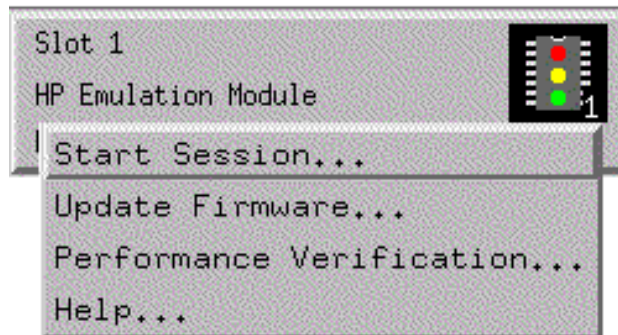 Slot 1
HP Emulation Module
1
Start Session...
Update Firmware...
Performance Verification...
Help...